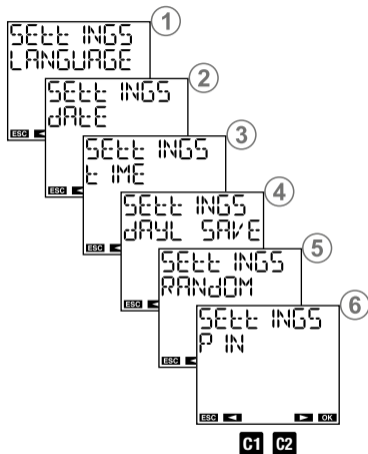 1
SEtt INGS
LANGUAGE
2
SEtt INGS
dAtE
ESC ◄
3
SEtt INGS
t IME
ESC ◄
4
SEtt INGS
dAYL SAVE
ESC ◄
5
SEtt INGS
RANdOM
ESC ◄
6
SEtt INGS
P IN
ESC ◄ ► OK
ESC ◄
C1 C2